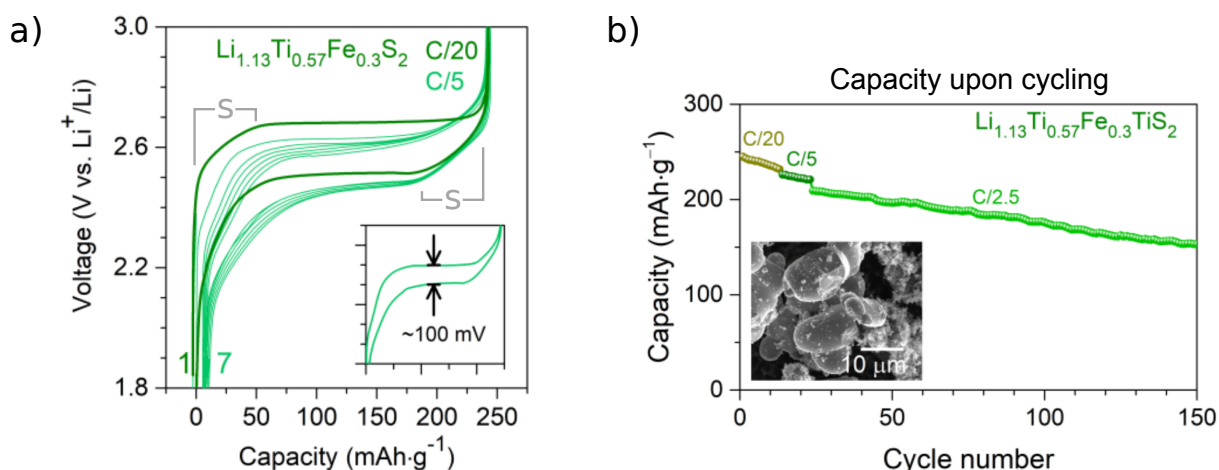 a)
3.0
2.6
2.2
1.8
Voltage (V vs. Li⁺/Li)
Li₁.₁₃Ti₀.₅₇Fe₀.₃S₂ C/20
C/5
S
S
~100 mV
1 7
0 50 100 150 200 250
Capacity (mAh·g⁻¹)
b)
Capacity upon cycling
300
200
100
0
Capacity (mAh·g⁻¹)
Li₁.₁₃Ti₀.₅₇Fe₀.₃TiS₂
C/20
C/5
C/2.5
10 μm
0 50 100 150
Cycle number